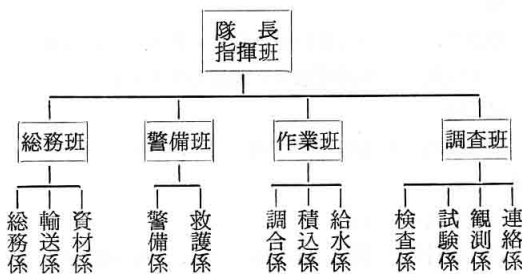 隊長
指揮班
総務班
警備班
作業班
調査班
総務係
輸送係
資材係
警備係
救護係
調合係
積込係
給水係
検査係
試験係
観測係
連絡係